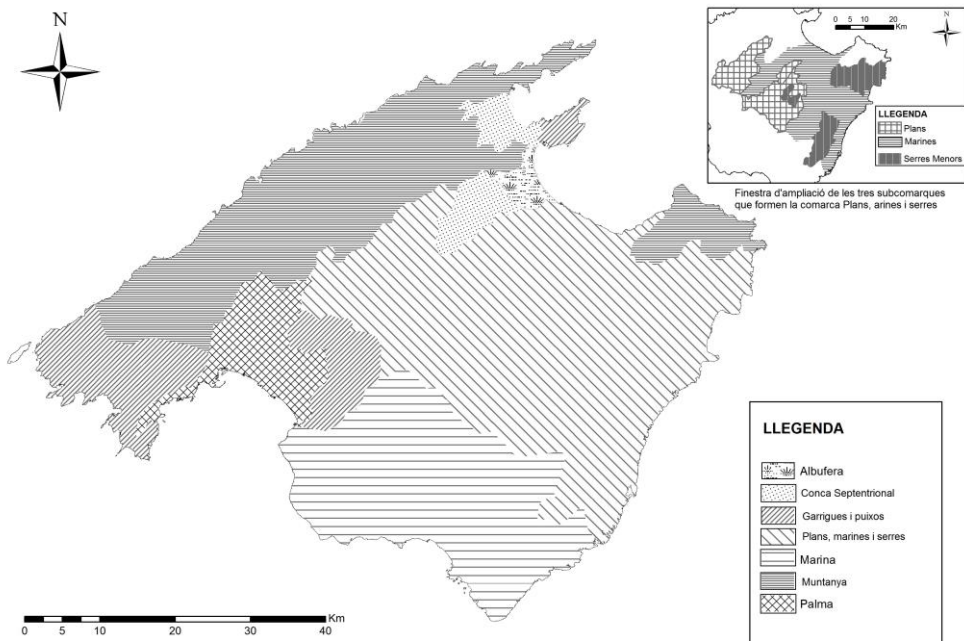 N
0 5 10 20
Km
N
LLEGENDA
Plans
Marines
Serres Menors
Finestra d'ampliació de les tres subcomarques
que formen la comarca Plans, arines i serres
LLEGENDA
Albufera
Conca Septentrional
Garrigues i puixos
Plans, marines i serres
Marina
Muntanya
Palma
Km
0 5 10 20 30 40